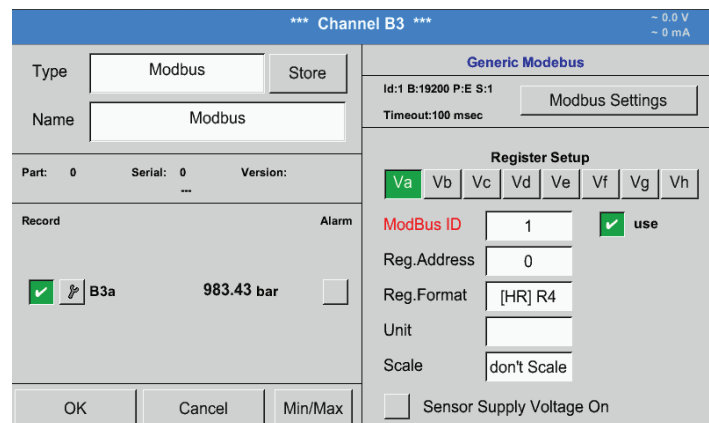 *** Channel B3 ***
~ 0.0 V
~ 0 mA
Type
Modbus
Store
Name
Modbus
Part: 0 Serial: 0 Version:
---
Record Alarm
B3a 983.43 bar
OK Cancel Min/Max
Generic Modebus
Id:1 B:19200 P:E S:1
Timeout:100 msec
Modbus Settings
Register Setup
Va Vb Vc Vd Ve Vf Vg Vh
ModBus ID 1 use
Reg.Address 0
Reg.Format [HR] R4
Unit
Scale don't Scale
Sensor Supply Voltage On